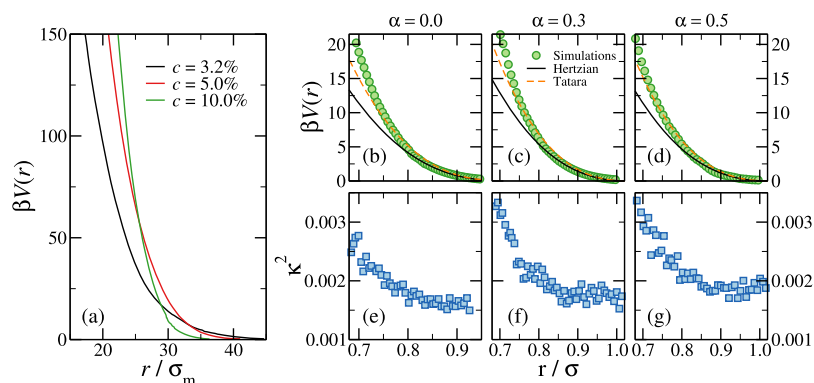 α = 0.0
α = 0.3
α = 0.5
150
100
50
0
βV(r)
c = 3.2%
c = 5.0%
c = 10.0%
(a)
20
30
40
r / σm
20
15
10
5
0
βV(r)
(b)
Simulations
Hertzian
Tatara
(c)
(d)
20
15
10
5
0
0.003
0.002
0.001
κ²
(e)
(f)
(g)
0.003
0.002
0.001
0.7
0.8
0.9
0.7
0.8
0.9
1.0
0.7
0.8
0.9
1.0
r / σ